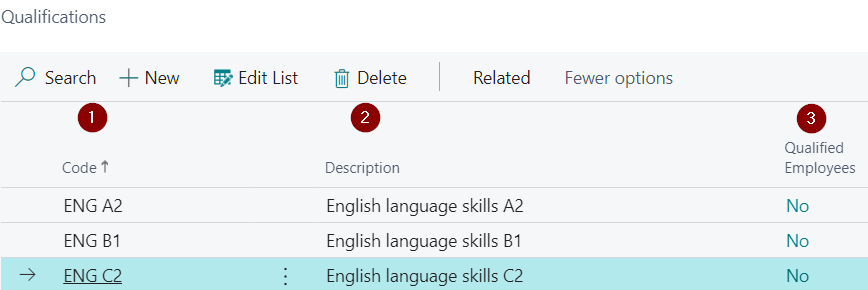 Qualifications
Search New Edit List Delete Related Fewer options
1 2 3
Code ↑ Description Qualified Employees
ENG A2 English language skills A2 No
ENG B1 English language skills B1 No
→ ENG C2 ⋮ English language skills C2 No